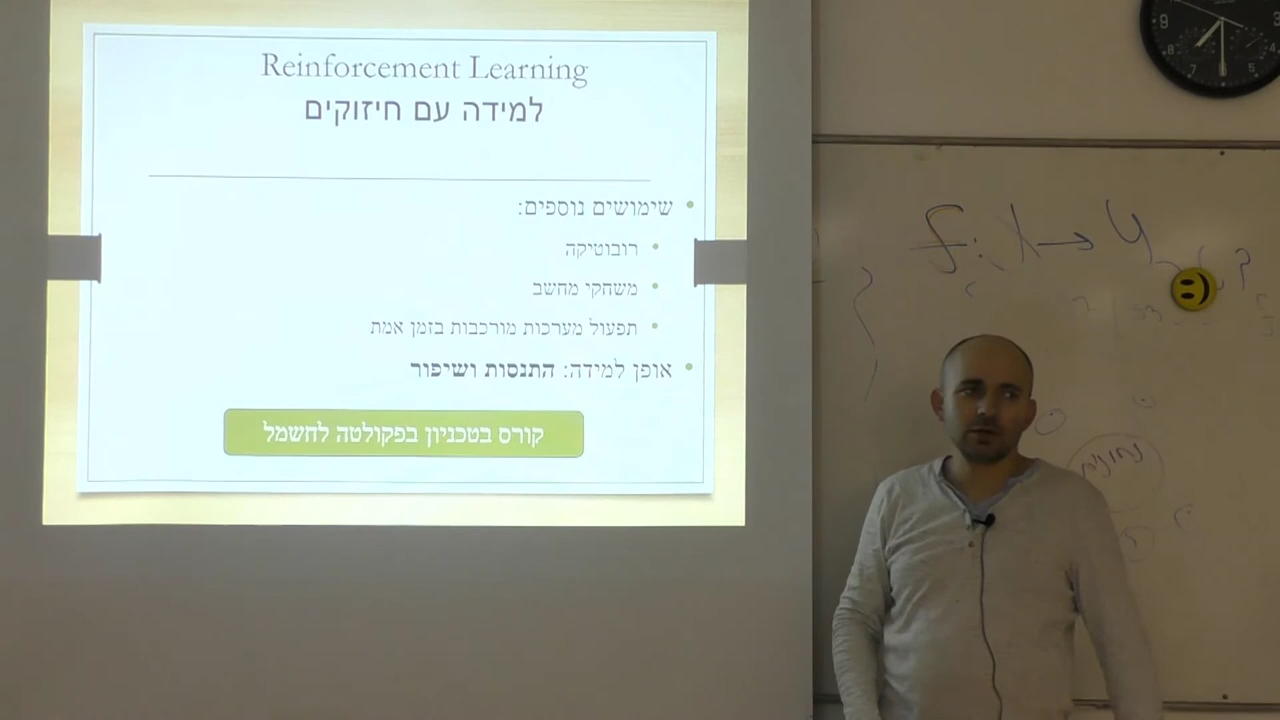 Reinforcement Learning
למידה עם חיזוקים
שימושים נוספים:
רובוטיקה
משחקי מחשב
תפעול מערכות מורכבות בזמן אמת
אופן למידה: התנסות ושיפור
קורס בטכניון בפקולטה לחשמל
f: X → Y
נתונים